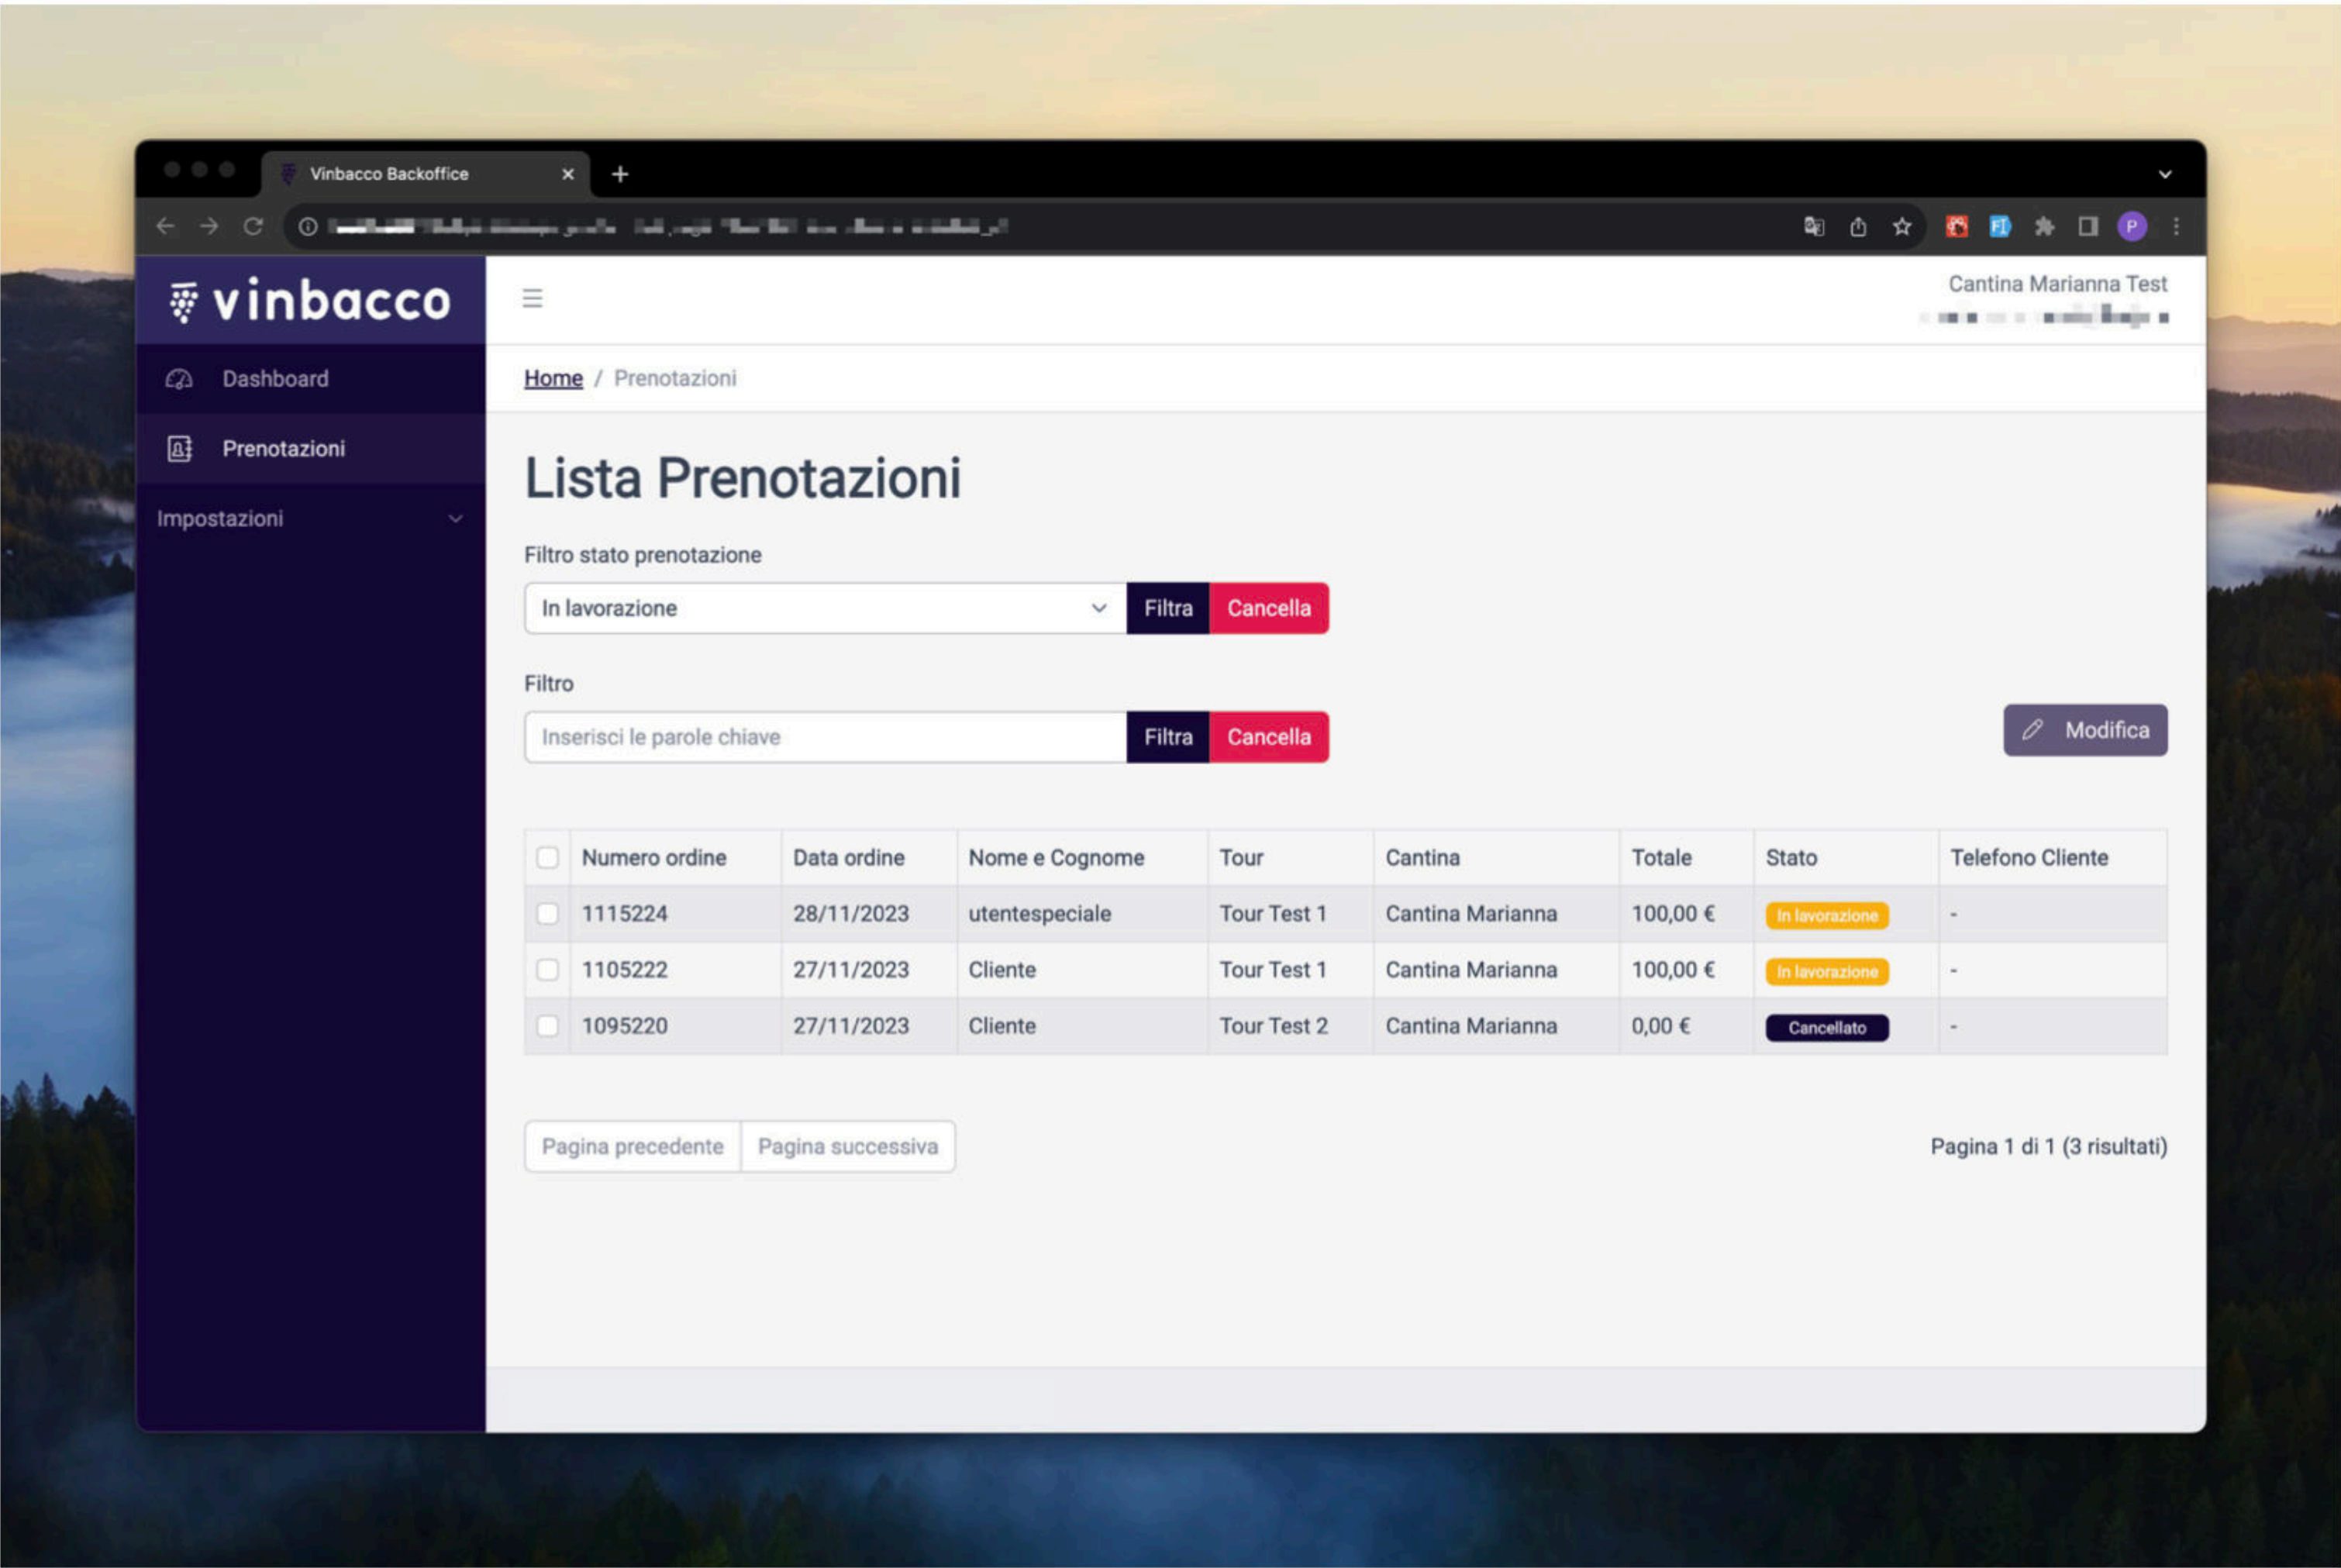 Vinbacco Backoffice
vinbacco
Cantina Marianna Test
Dashboard
Prenotazioni
Impostazioni
Home / Prenotazioni
Lista Prenotazioni
Filtro stato prenotazione
In lavorazione Filtra Cancella
Filtro
Inserisci le parole chiave Filtra Cancella
Modifica
Numero ordine Data ordine Nome e Cognome Tour Cantina Totale Stato Telefono Cliente
1115224 28/11/2023 utentespeciale Tour Test 1 Cantina Marianna 100,00 € In lavorazione -
1105222 27/11/2023 Cliente Tour Test 1 Cantina Marianna 100,00 € In lavorazione -
1095220 27/11/2023 Cliente Tour Test 2 Cantina Marianna 0,00 € Cancellato -
Pagina precedente Pagina successiva
Pagina 1 di 1 (3 risultati)